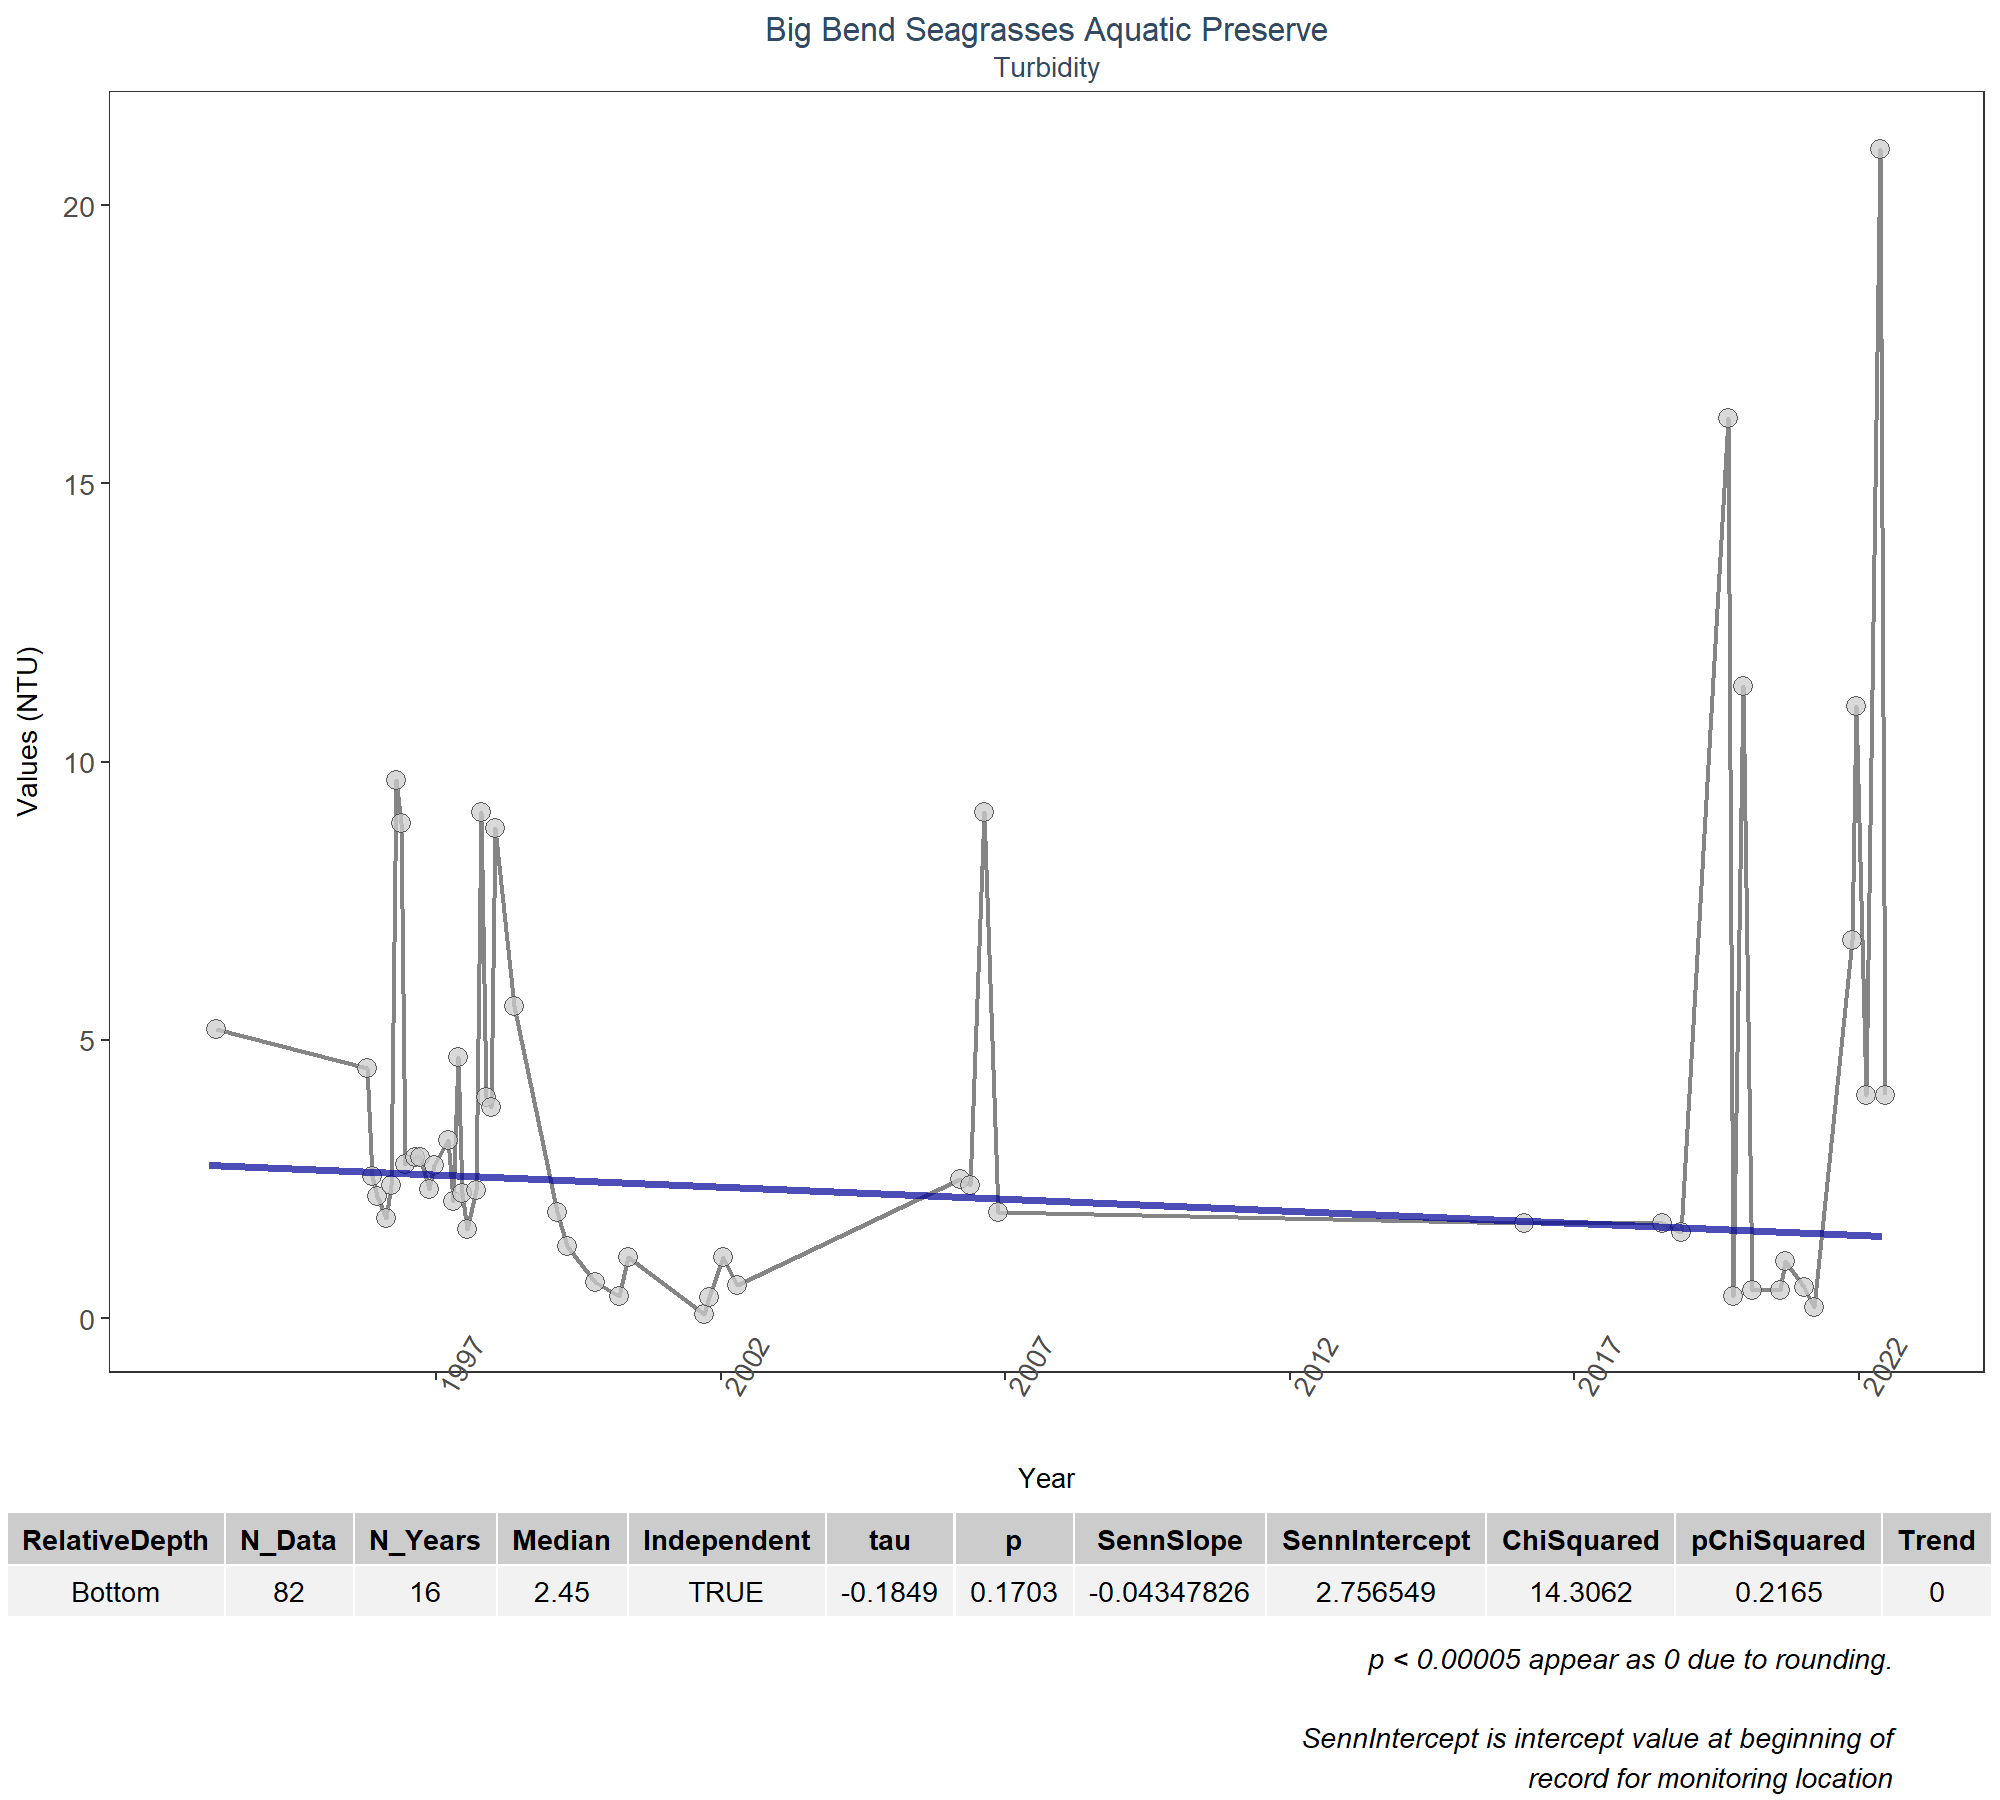 Big Bend Seagrasses Aquatic Preserve
Turbidity
Values (NTU)
20
15
10
5
0
1997
2002
2007
2012
2017
2022
Year
RelativeDepth N_Data N_Years Median Independent tau p SennSlope SennIntercept ChiSquared pChiSquared Trend
Bottom 82 16 2.45 TRUE -0.1849 0.1703 -0.04347826 2.756549 14.3062 0.2165 0
p < 0.00005 appear as 0 due to rounding.
SennIntercept is intercept value at beginning of
record for monitoring location